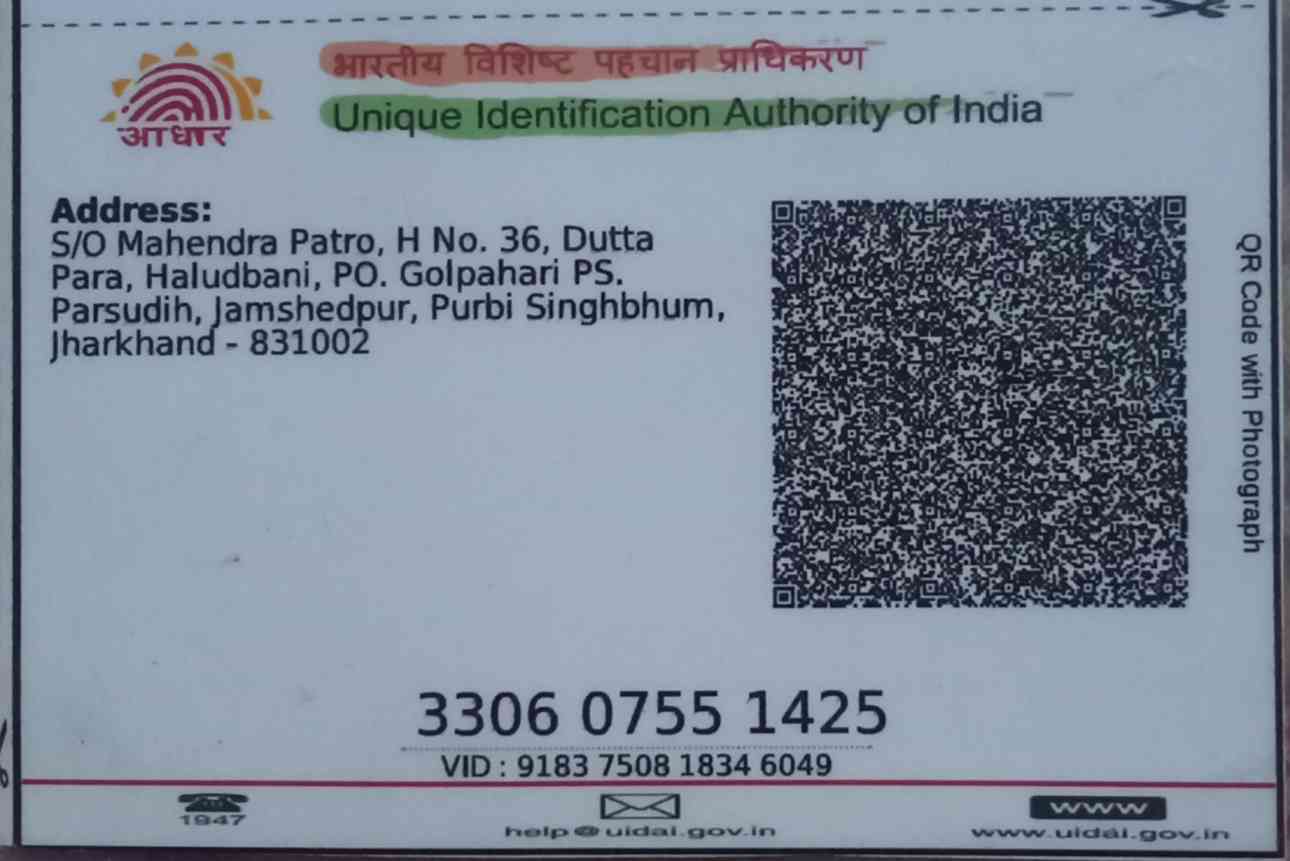 भारतीय विशिष्ट पहचान प्राधिकरण
Unique Identification Authority of India
आधार
Address:
S/O Mahendra Patro, H No. 36, Dutta
Para, Haludbani, PO. Golpahari PS.
Parsudih, Jamshedpur, Purbi Singhbhum,
Jharkhand - 831002
QR Code with Photograph
3306 0755 1425
VID : 9183 7508 1834 6049
1947
help@uidai.gov.in
WWW
www.uidai.gov.in